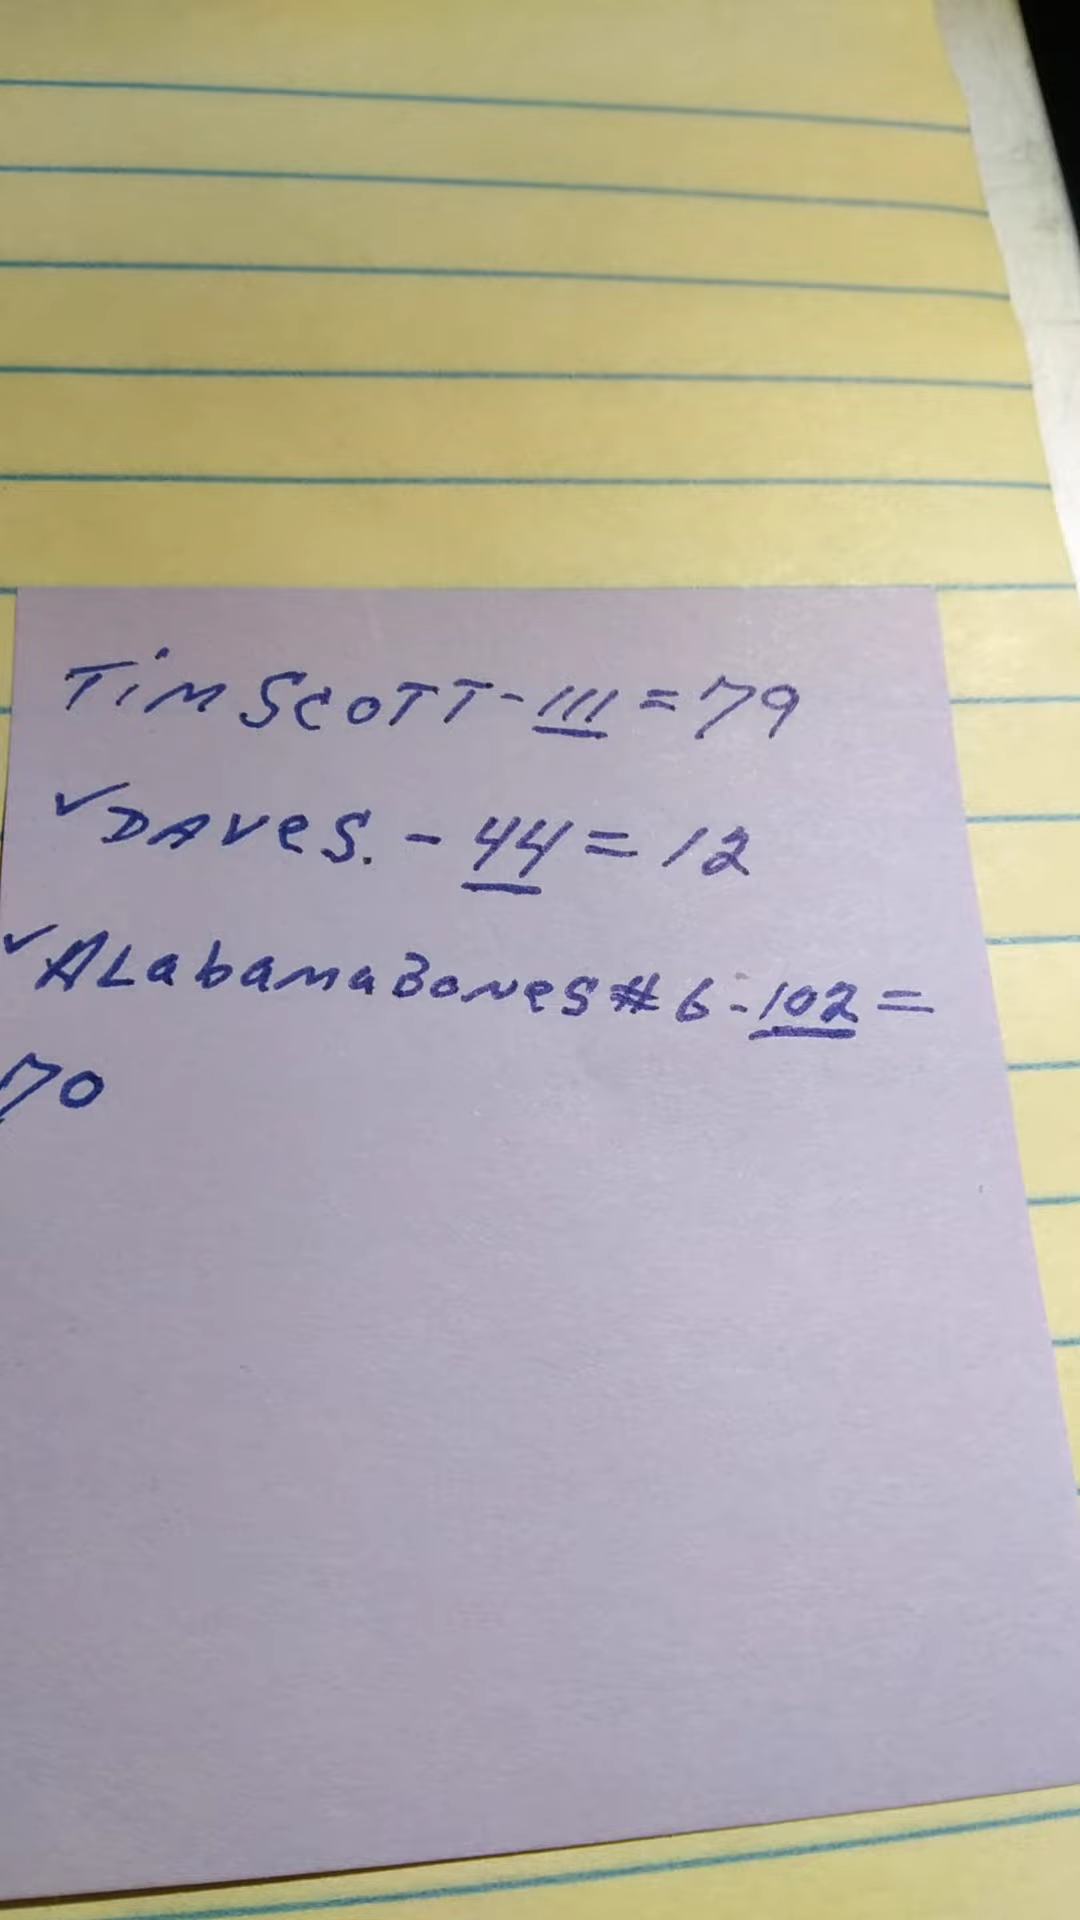 TiM SCOTT - 111 = 79
✓DAVeS. - 44 = 12
✓ALabamaBoNes# 6 - 102 =
70